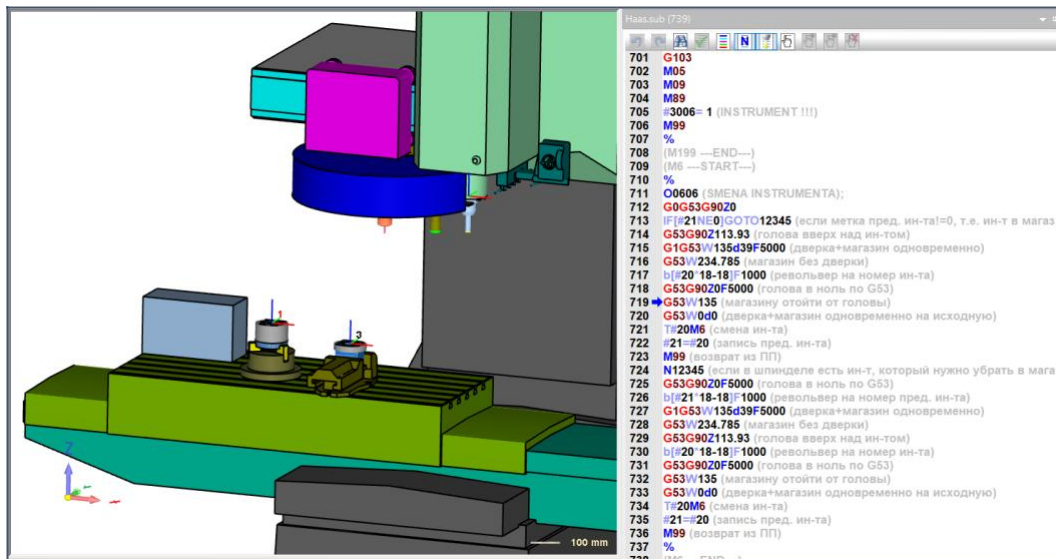 Haas.sub (739)
701 G103
702 M05
703 M09
704 M89
705 #3006= 1 (INSTRUMENT !!!)
706 M99
707 %
708 (M199 ---END---)
709 (M6 ---START---)
710 %
711 O0606 (SMENA INSTRUMENTA);
712 G0G53G90Z0
713 IF[#21NE0]GOTO12345 (если метка пред. ин-та!=0, т.е. ин-т в магаз
714 G53G90Z113.93 (голова вверх над ин-том)
715 G1G53W135d39F5000 (дверка+магазин одновременно)
716 G53W234.785 (магазин без дверки)
717 b[#20*18-18]F1000 (револьвер на номер ин-та)
718 G53G90Z0F5000 (голова в ноль по G53)
719 G53W135 (магазину отойти от головы)
720 G53W0d0 (дверка+магазин одновременно на исходную)
721 T#20M6 (смена ин-та)
722 #21=#20 (запись пред. ин-та)
723 M99 (возврат из ПП)
724 N12345 (если в шпинделе есть ин-т, который нужно убрать в мага
725 G53G90Z0F5000 (голова в ноль по G53)
726 b[#21*18-18]F1000 (револьвер на номер пред. ин-та)
727 G1G53W135d39F5000 (дверка+магазин одновременно)
728 G53W234.785 (магазин без дверки)
729 G53G90Z113.93 (голова вверх над ин-том)
730 b[#20*18-18]F1000 (револьвер на номер ин-та)
731 G53G90Z0F5000 (голова в ноль по G53)
732 G53W135 (магазину отойти от головы)
733 G53W0d0 (дверка+магазин одновременно на исходную)
734 T#20M6 (смена ин-та)
735 #21=#20 (запись пред. ин-та)
736 M99 (возврат из ПП)
737 %
1
3
Z
100 mm